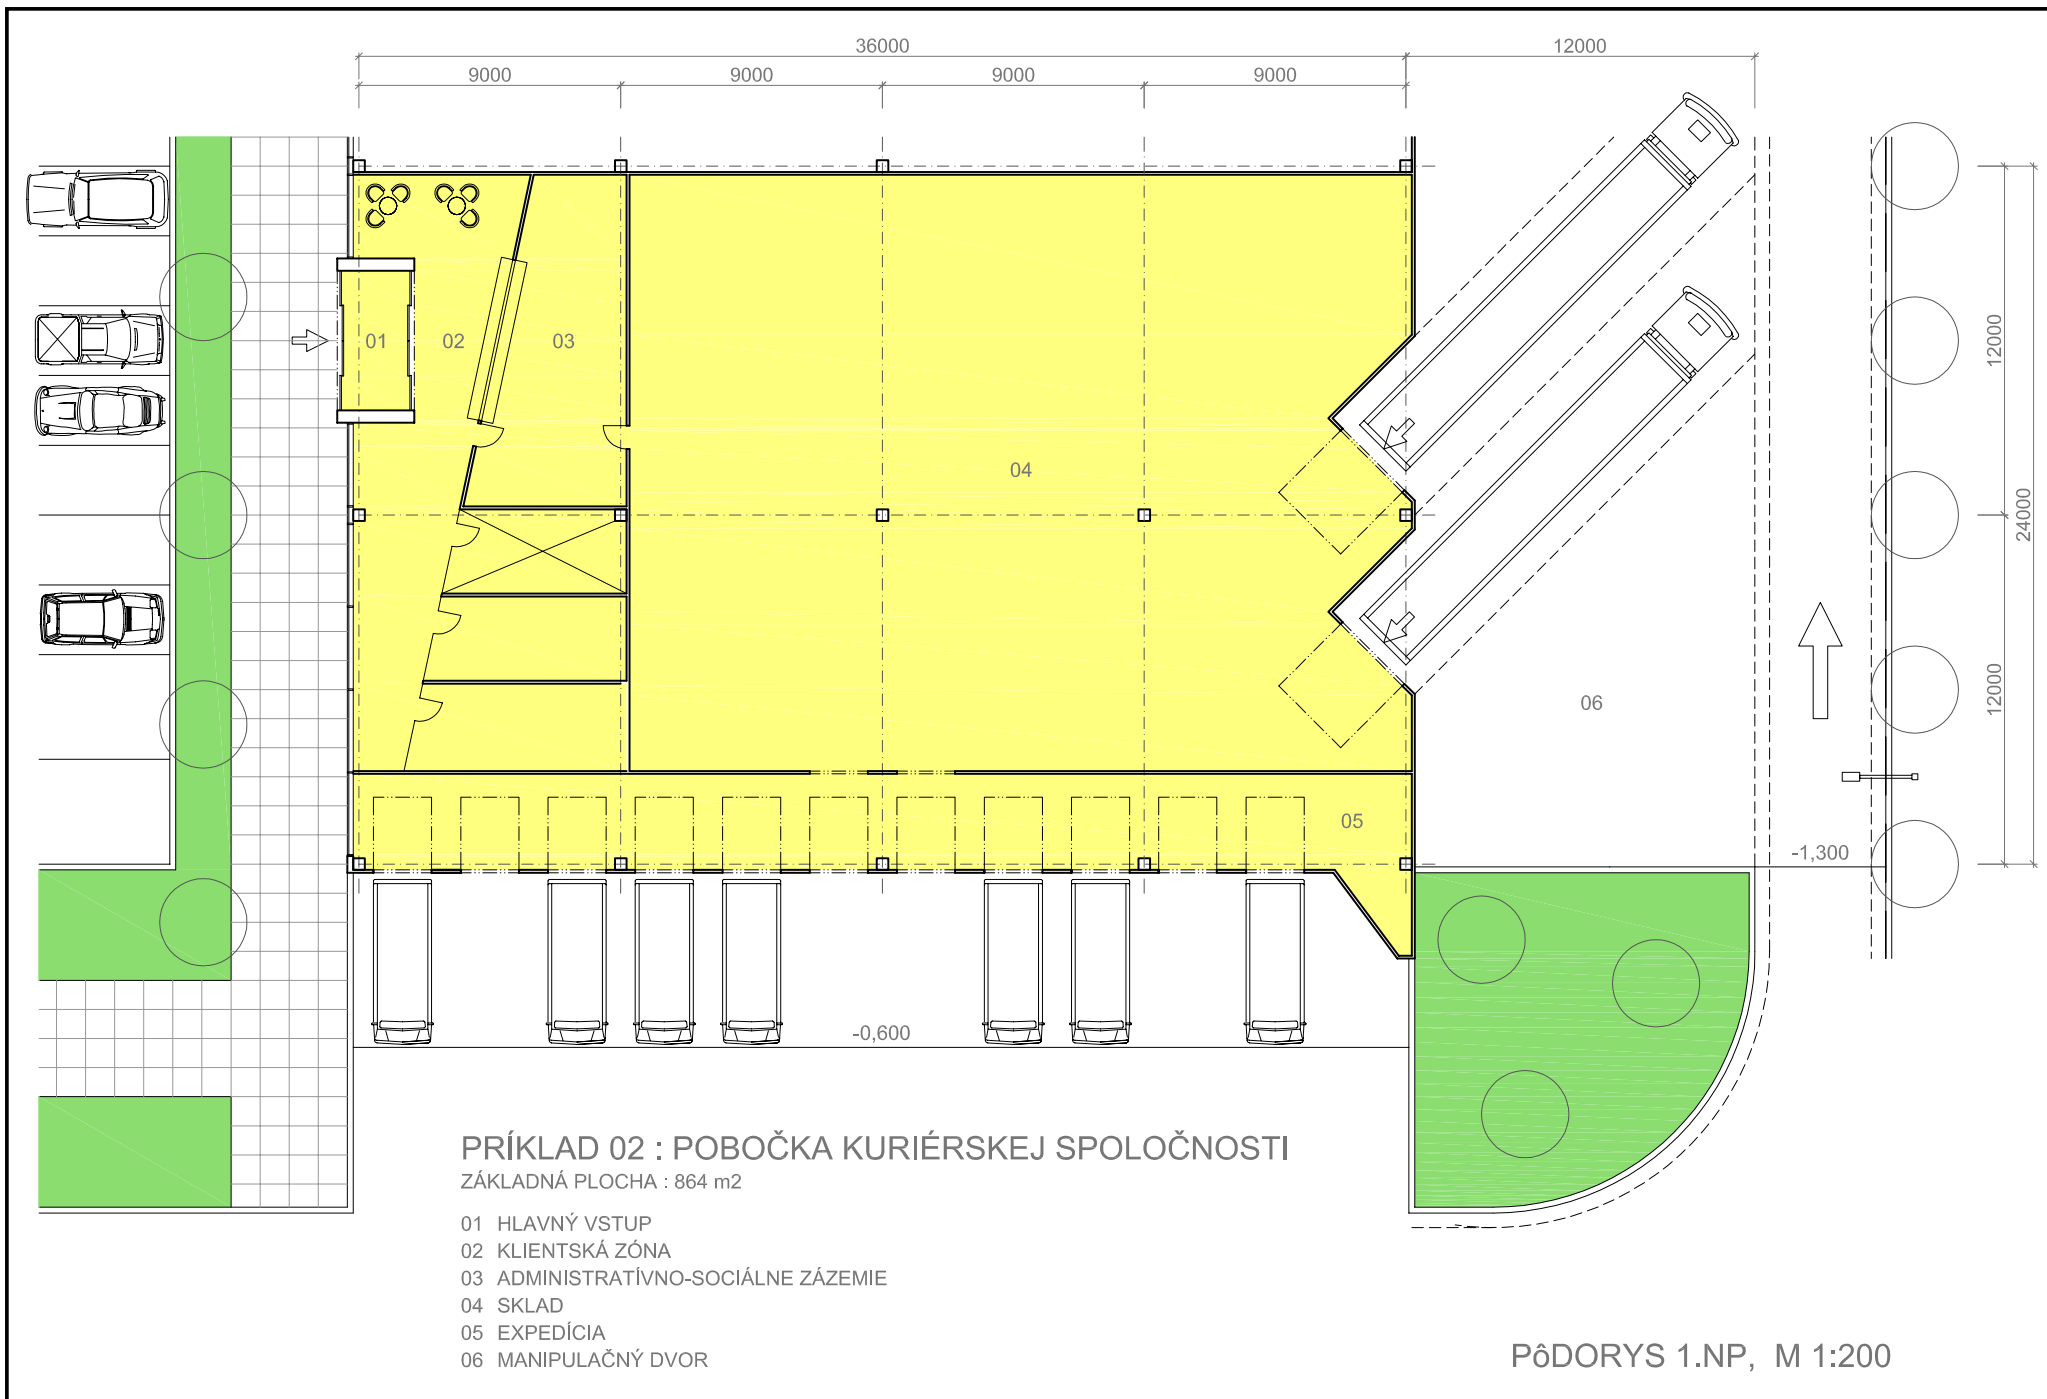 36000
12000
9000
9000
9000
9000
01
02
03
04
05
06
12000
24000
12000
-1,300
-0,600
PRÍKLAD 02 : POBOČKA KURIÉRSKEJ SPOLOČNOSTI
ZÁKLADNÁ PLOCHA : 864 m2
01 HLAVNÝ VSTUP
02 KLIENTSKÁ ZÓNA
03 ADMINISTRATÍVNO-SOCIÁLNE ZÁZEMIE
04 SKLAD
05 EXPEDÍCIA
06 MANIPULAČNÝ DVOR
PôDORYS 1.NP, M 1:200